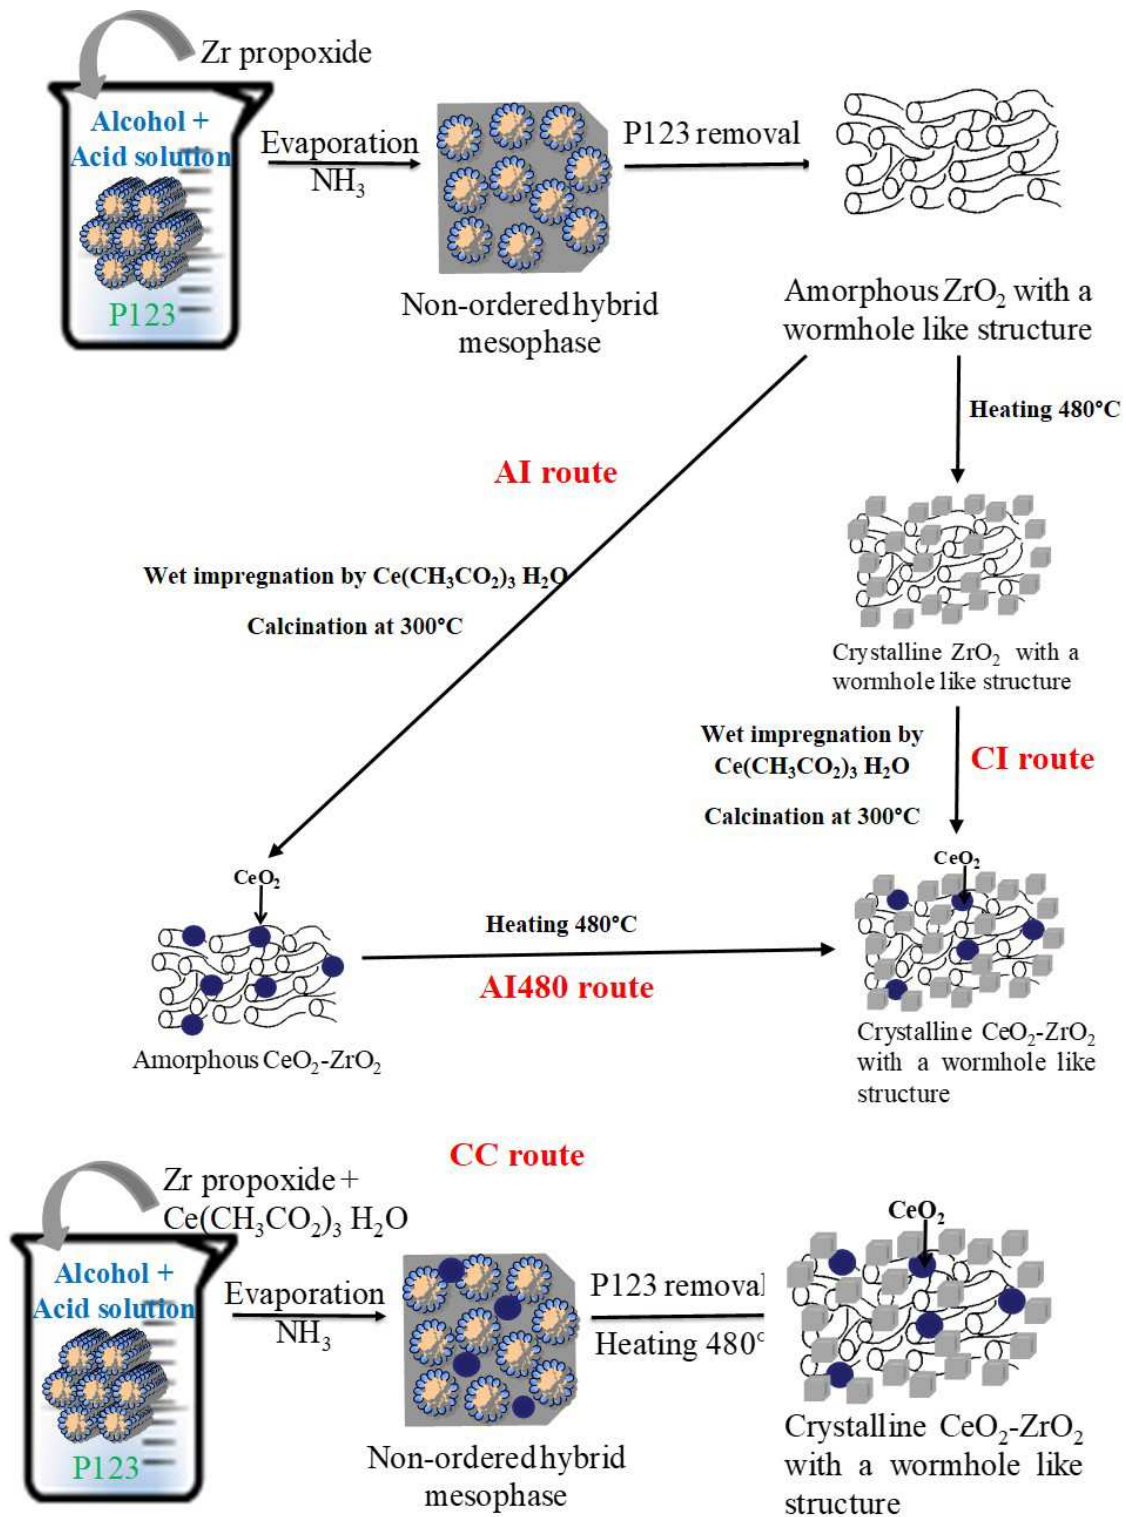 Zr propoxide
Alcohol +
Acid solution
P123
Evaporation
NH₃
Non-ordered hybrid
mesophase
P123 removal
Amorphous ZrO₂ with a
wormhole like structure
Heating 480°C
AI route
Wet impregnation by Ce(CH₃CO₂)₃ H₂O
Calcination at 300°C
Crystalline ZrO₂ with a
wormhole like structure
Wet impregnation by
Ce(CH₃CO₂)₃ H₂O
CI route
Calcination at 300°C
CeO₂
Amorphous CeO₂-ZrO₂
Heating 480°C
AI480 route
CeO₂
Crystalline CeO₂-ZrO₂
with a wormhole like
structure
CC route
Zr propoxide +
Ce(CH₃CO₂)₃ H₂O
Alcohol +
Acid solution
P123
Evaporation
NH₃
Non-ordered hybrid
mesophase
P123 removal
Heating 480°
CeO₂
Crystalline CeO₂-ZrO₂
with a wormhole like
structure